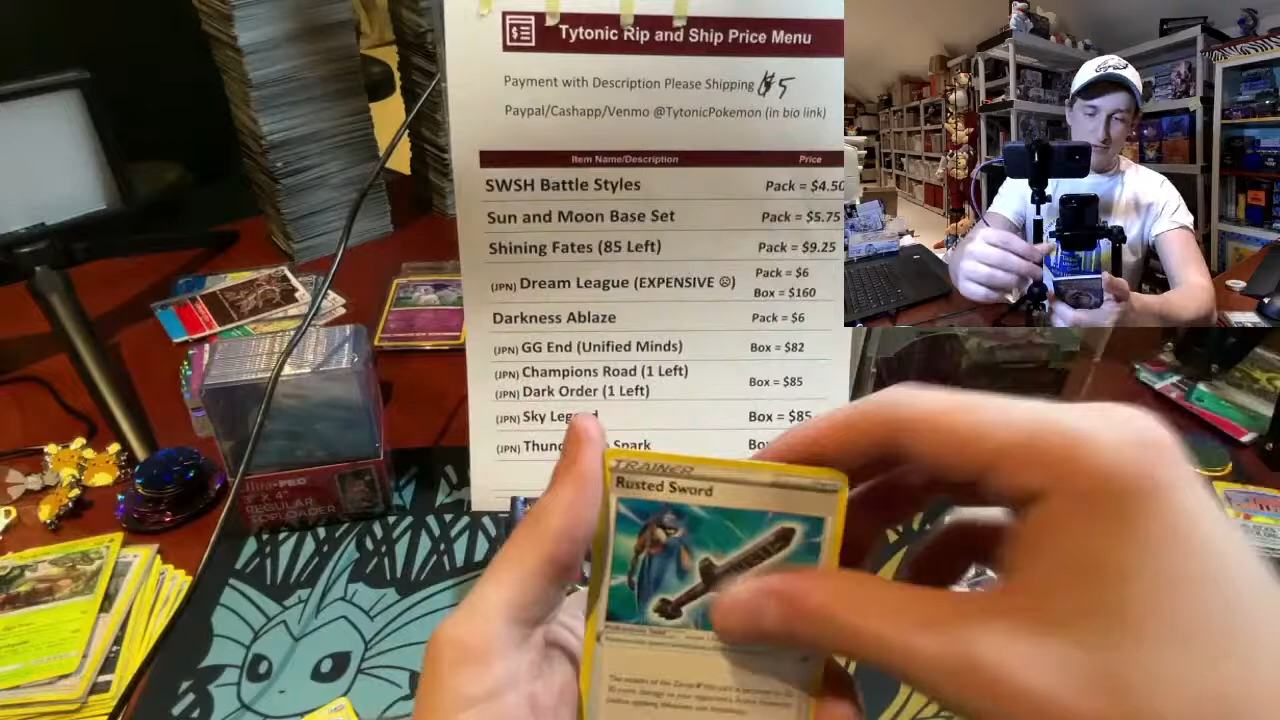 Tytonic Rip and Ship Price Menu
Payment with Description Please Shipping $5
Paypal/Cashapp/Venmo @TytonicPokemon (in bio link)
Item Name/Description Price
SWSH Battle Styles Pack = $4.50
Sun and Moon Base Set Pack = $5.75
Shining Fates (85 Left) Pack = $9.25
(JPN) Dream League (EXPENSIVE ☹) Pack = $6
Box = $160
Darkness Ablaze Pack = $6
(JPN) GG End (Unified Minds) Box = $82
(JPN) Champions Road (1 Left)
(JPN) Dark Order (1 Left) Box = $85
(JPN) Sky Legend Box = $85
(JPN) Spark
TRAINER
Rusted Sword
REGULAR
TOPLOADER